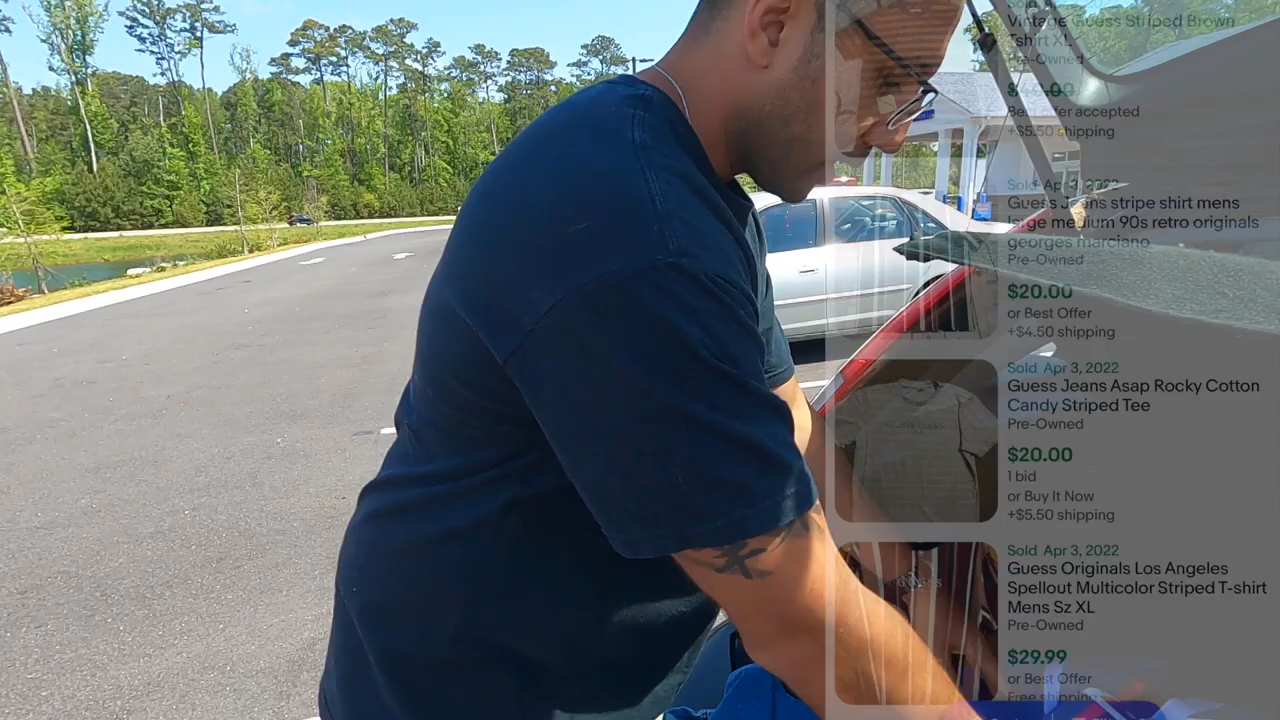 Vintage Guess Striped Brown
Tshirt XL
Pre-Owned
Best offer accepted
+$5.50 shipping
Sold Apr 3, 2022
Guess Jeans stripe shirt mens
large medium 90s retro originals
georges marciano
Pre-Owned
$20.00
or Best Offer
+$4.50 shipping
Sold Apr 3, 2022
Guess Jeans Asap Rocky Cotton
Candy Striped Tee
Pre-Owned
$20.00
1 bid
or Buy It Now
+$5.50 shipping
Sold Apr 3, 2022
Guess Originals Los Angeles
Spellout Multicolor Striped T-shirt
Mens Sz XL
Pre-Owned
$29.99
or Best Offer
Free shipping